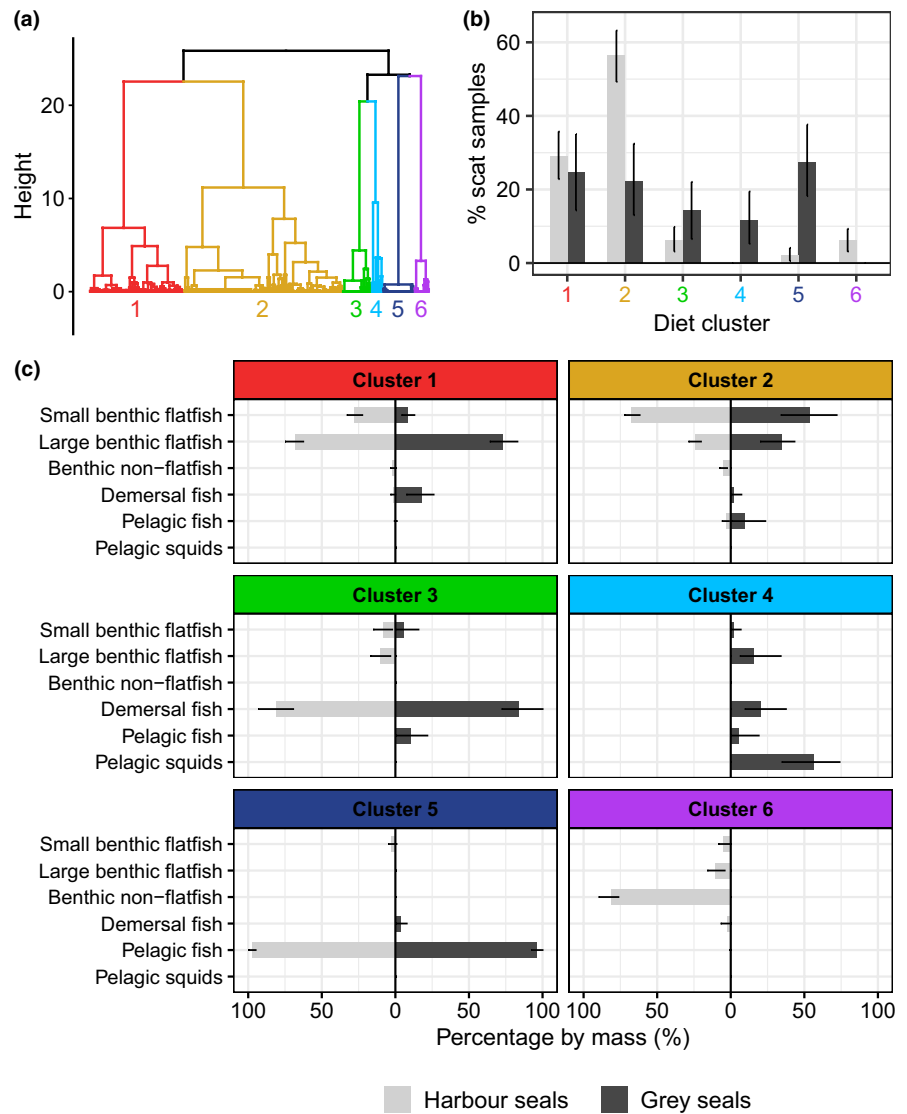 (a)
Height
20
10
0
1 2 3 4 5 6
(b)
% scat samples
60
40
20
0
1 2 3 4 5 6
Diet cluster
(c)
Cluster 1 Cluster 2
Small benthic flatfish
Large benthic flatfish
Benthic non−flatfish
Demersal fish
Pelagic fish
Pelagic squids
Cluster 3 Cluster 4
Small benthic flatfish
Large benthic flatfish
Benthic non−flatfish
Demersal fish
Pelagic fish
Pelagic squids
Cluster 5 Cluster 6
Small benthic flatfish
Large benthic flatfish
Benthic non−flatfish
Demersal fish
Pelagic fish
Pelagic squids
100 50 0 50 100 100 50 0 50 100
Percentage by mass (%)
Harbour seals Grey seals